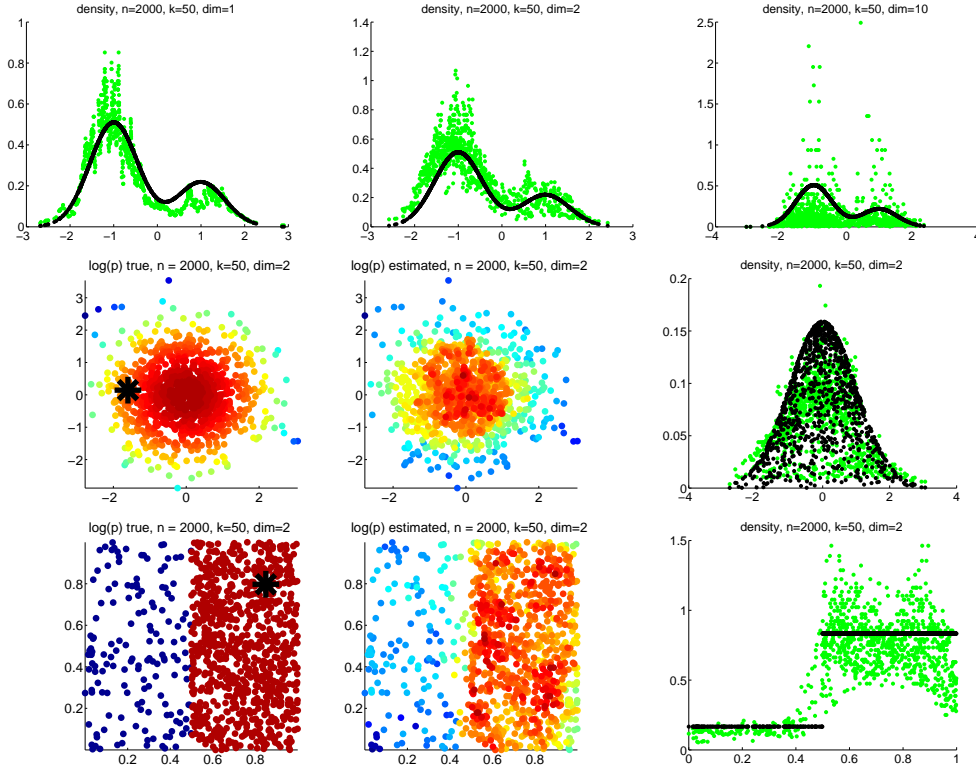 density, n=2000, k=50, dim=1
1
0.8
0.6
0.4
0.2
0
−3 −2 −1 0 1 2 3
density, n=2000, k=50, dim=2
1.4
1.2
1
0.8
0.6
0.4
0.2
0
−3 −2 −1 0 1 2 3
density, n=2000, k=50, dim=10
2.5
2
1.5
1
0.5
0
−4 −2 0 2 4
log(p) true, n = 2000, k=50, dim=2
3
2
1
0
−1
−2
−2 0 2
log(p) estimated, n = 2000, k=50, dim=2
3
2
1
0
−1
−2
−2 0 2
density, n=2000, k=50, dim=2
0.2
0.15
0.1
0.05
0
−4 −2 0 2 4
log(p) true, n = 2000, k=50, dim=2
0.8
0.6
0.4
0.2
0.2 0.4 0.6 0.8
log(p) estimated, n = 2000, k=50, dim=2
0.8
0.6
0.4
0.2
0.2 0.4 0.6 0.8
density, n=2000, k=50, dim=2
1.5
1
0.5
0
0 0.2 0.4 0.6 0.8 1